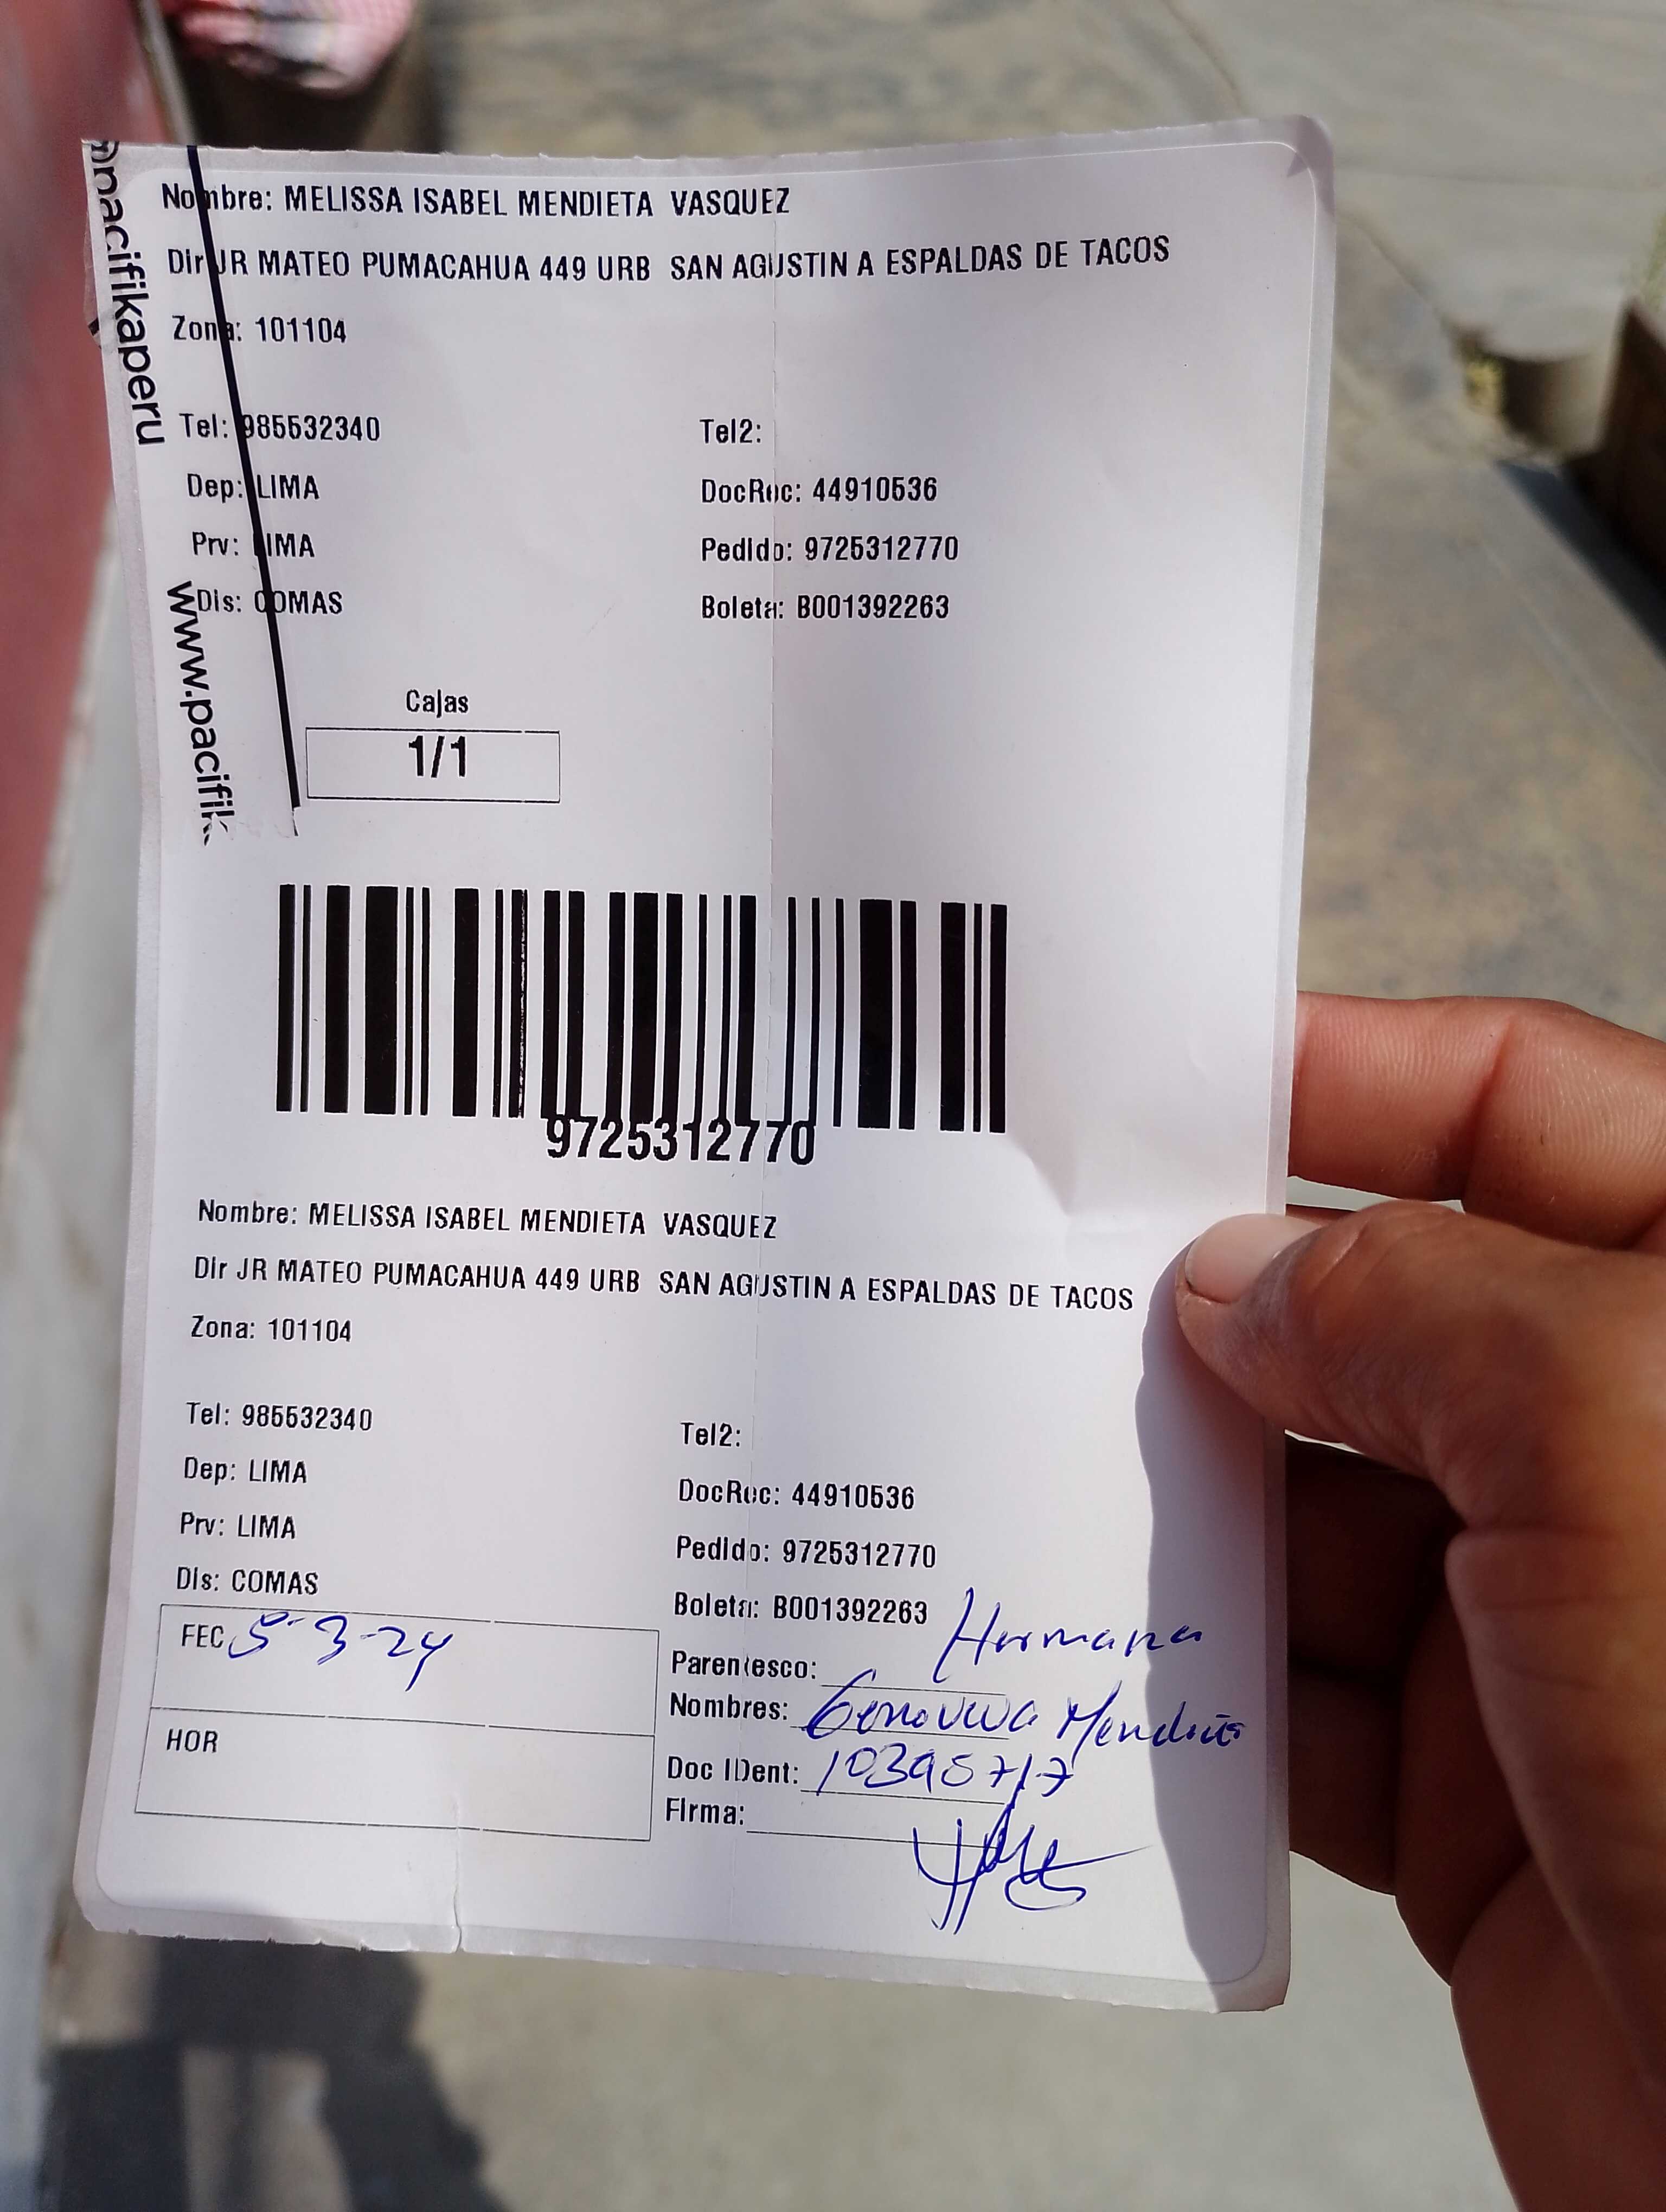 @pacifikaperu
www.pacifik
Nombre: MELISSA ISABEL MENDIETA VASQUEZ
Dir JR MATEO PUMACAHUA 449 URB SAN AGUSTIN A ESPALDAS DE TACOS
Zona: 101104
Tel: 985532340 Tel2:
Dep: LIMA DocRec: 44910536
Prv: LIMA Pedido: 9725312770
Dis: COMAS Boleta: B001392263
Cajas
1/1
9725312770
Nombre: MELISSA ISABEL MENDIETA VASQUEZ
Dir JR MATEO PUMACAHUA 449 URB SAN AGUSTIN A ESPALDAS DE TACOS
Zona: 101104
Tel: 985532340 Tel2:
Dep: LIMA DocRec: 44910536
Prv: LIMA Pedido: 9725312770
Dis: COMAS Boleta: B001392263
FEC 5-3-24
HOR
Parentesco: Hermana
Nombres: Genoveva Mendieta
Doc IDent: 10395717
Firma: